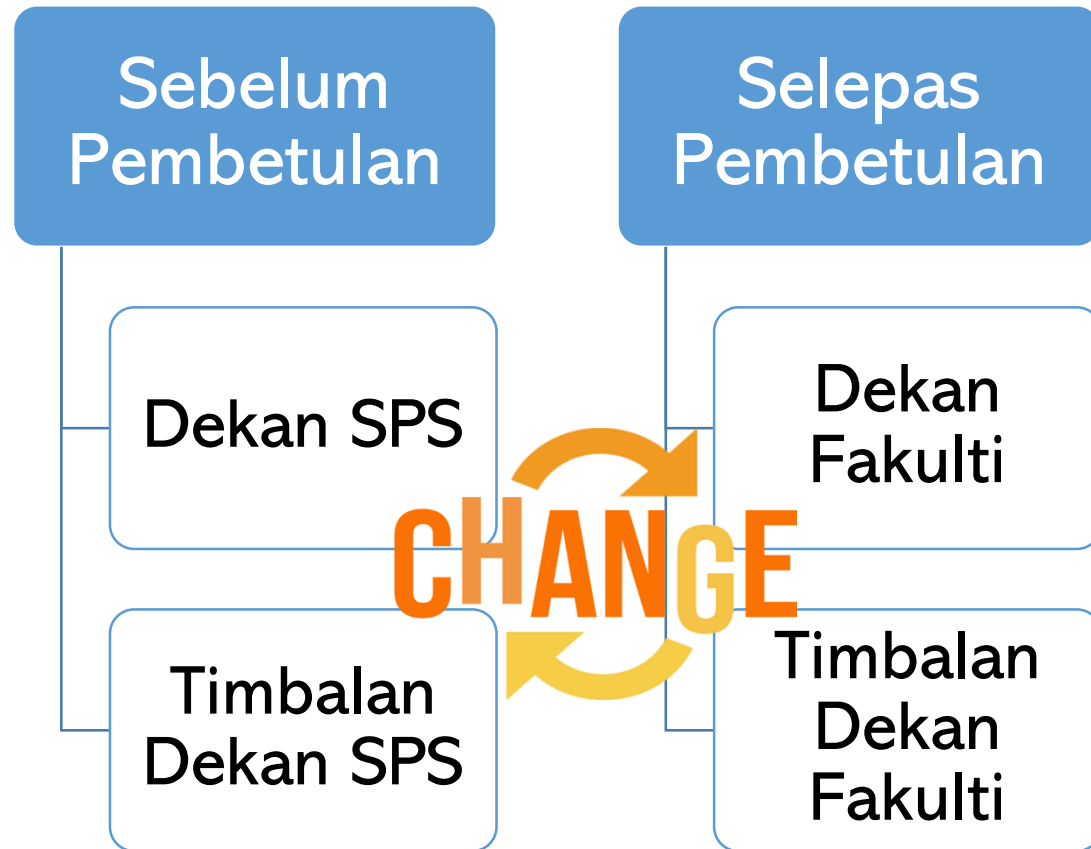 Sebelum
Pembetulan
Dekan SPS
Timbalan
Dekan SPS
Selepas
Pembetulan
Dekan
Fakulti
Timbalan
Dekan
Fakulti
CHANGE